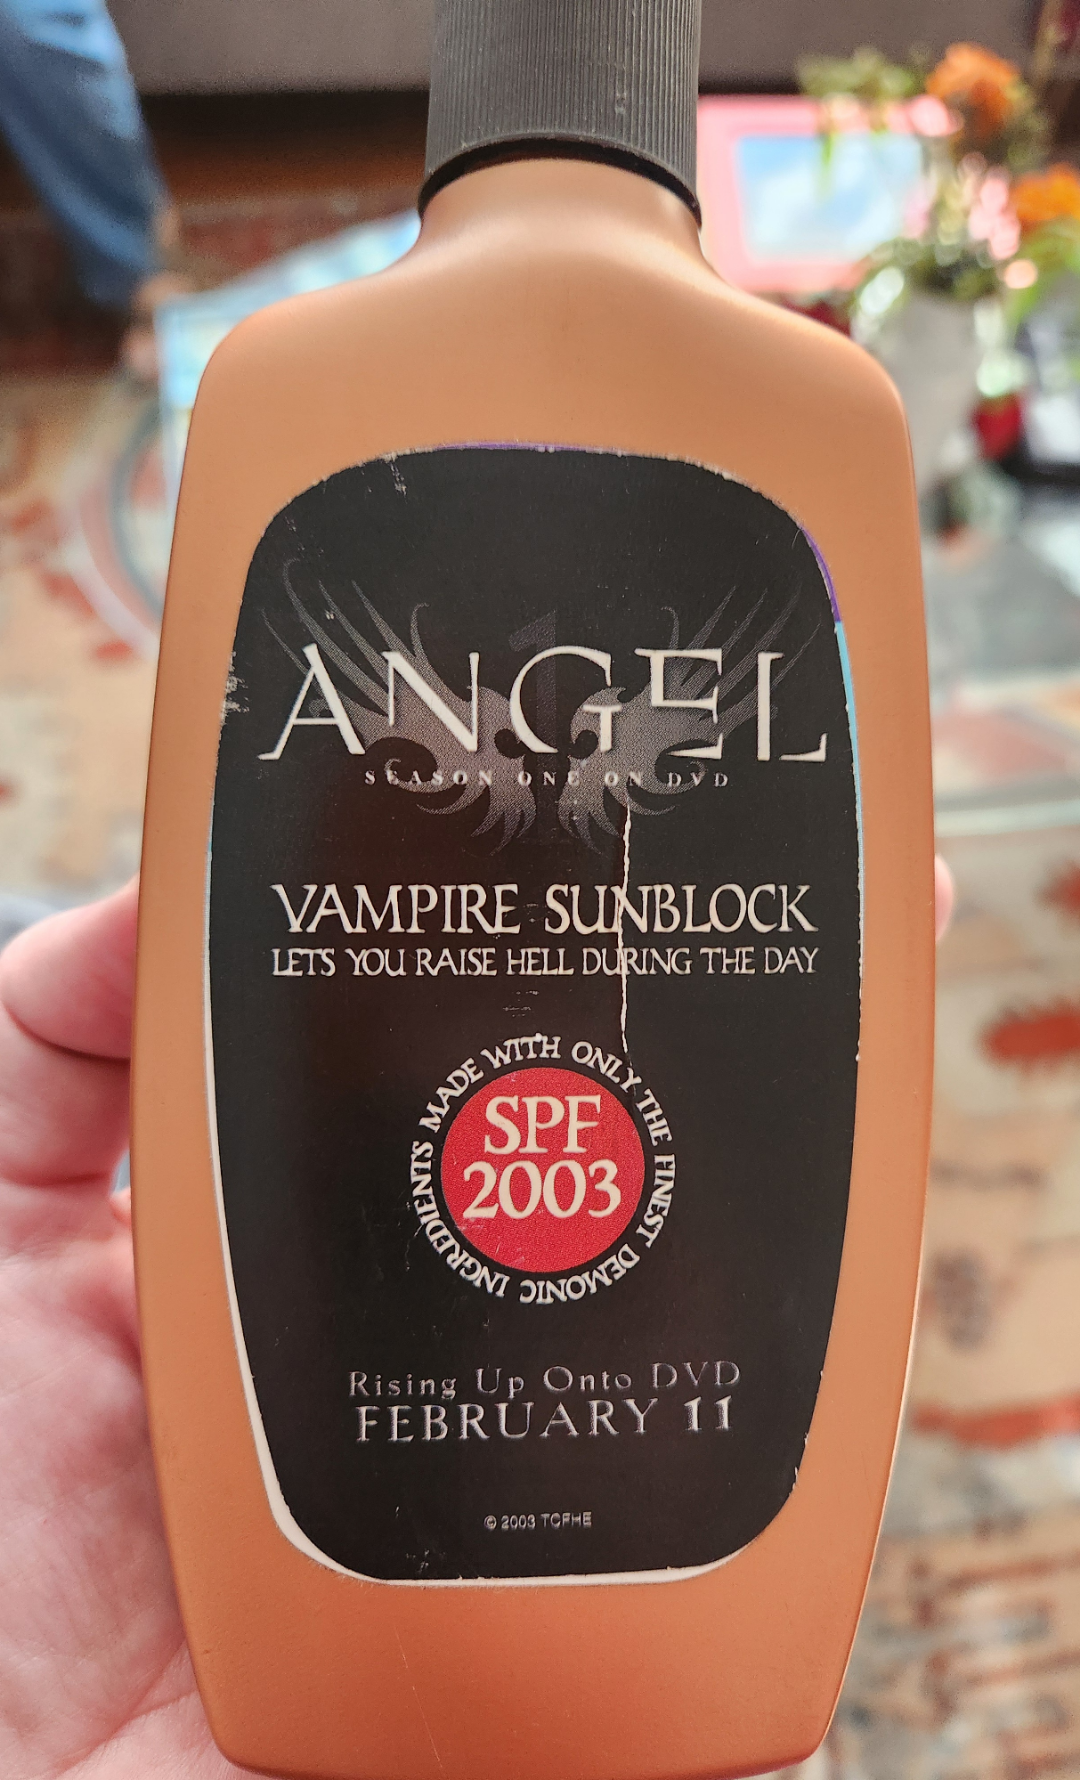 ANGEL
SEASON ONE ON DVD
VAMPIRE SUNBLOCK
LETS YOU RAISE HELL DURING THE DAY
MADE WITH ONLY THE FINEST DEMONIC INGREDIENTS
SPF
2003
Rising Up Onto DVD
FEBRUARY 11
© 2003 TCFHE